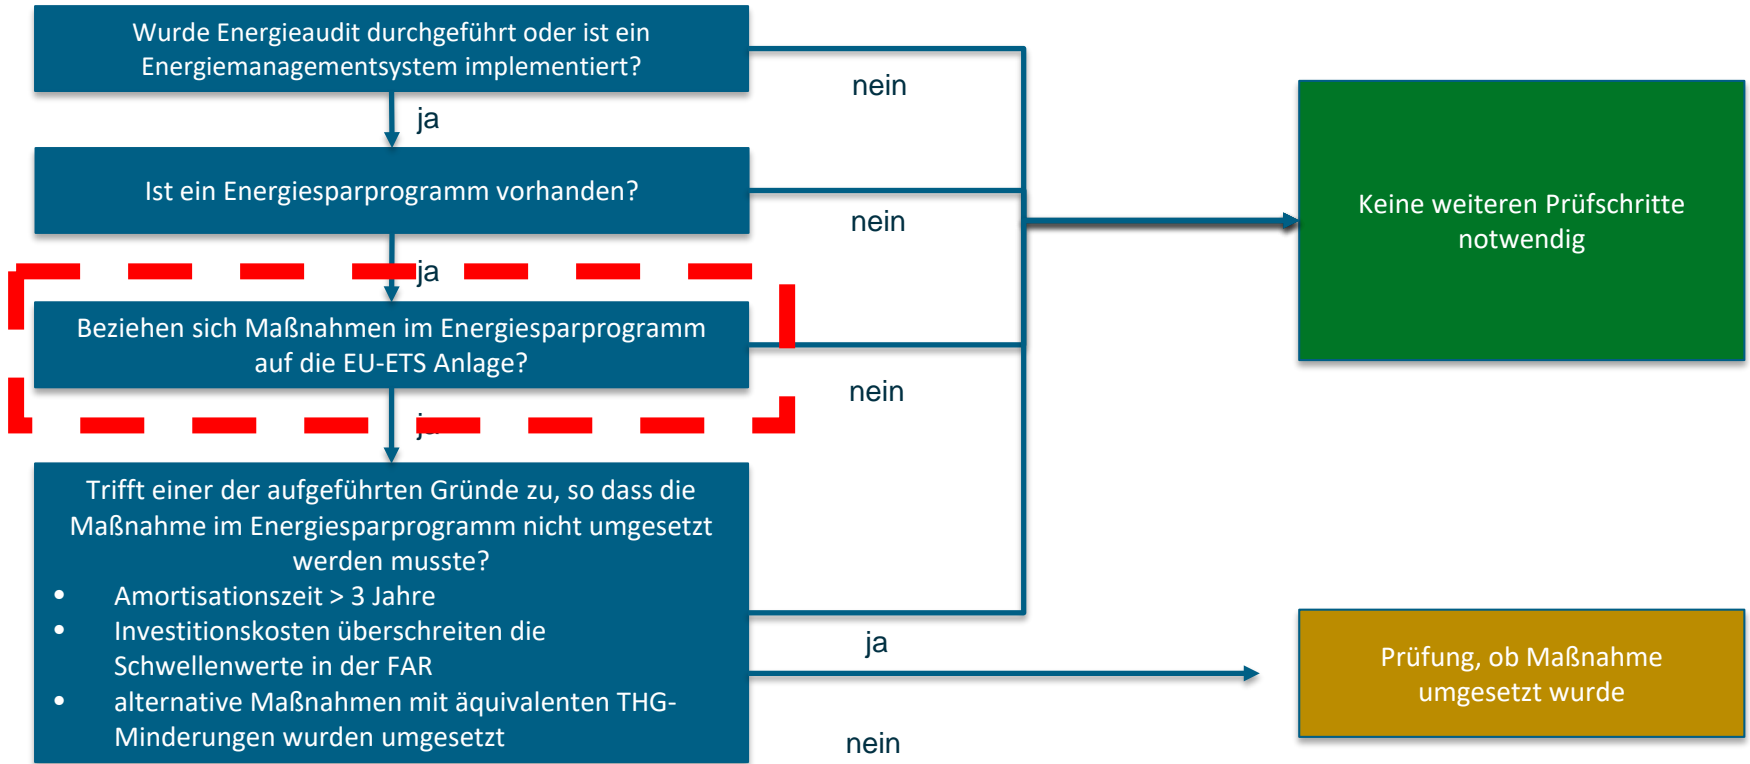 Wurde Energieaudit durchgeführt oder ist ein
Energiemanagementsystem implementiert?
nein
ja
Ist ein Energiesparprogramm vorhanden?
nein
ja
Beziehen sich Maßnahmen im Energiesparprogramm
auf die EU-ETS Anlage?
nein
ja
Trifft einer der aufgeführten Gründe zu, so dass die
Maßnahme im Energiesparprogramm nicht umgesetzt
werden musste?
• Amortisationszeit > 3 Jahre
• Investitionskosten überschreiten die
Schwellenwerte in der FAR
• alternative Maßnahmen mit äquivalenten THG-
Minderungen wurden umgesetzt
ja
nein
Keine weiteren Prüfschritte
notwendig
Prüfung, ob Maßnahme
umgesetzt wurde